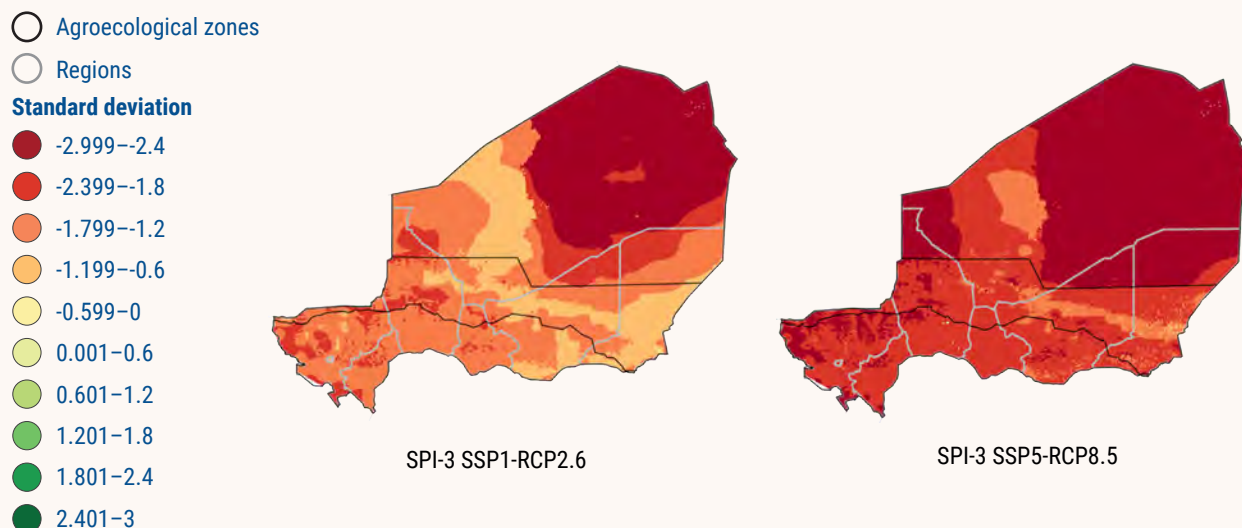 Agroecological zones
Regions
Standard deviation
-2.999–-2.4
-2.399–-1.8
-1.799–-1.2
-1.199–-0.6
-0.599–0
0.001–0.6
0.601–1.2
1.201–1.8
1.801–2.4
2.401–3
SPI-3 SSP1-RCP2.6
SPI-3 SSP5-RCP8.5